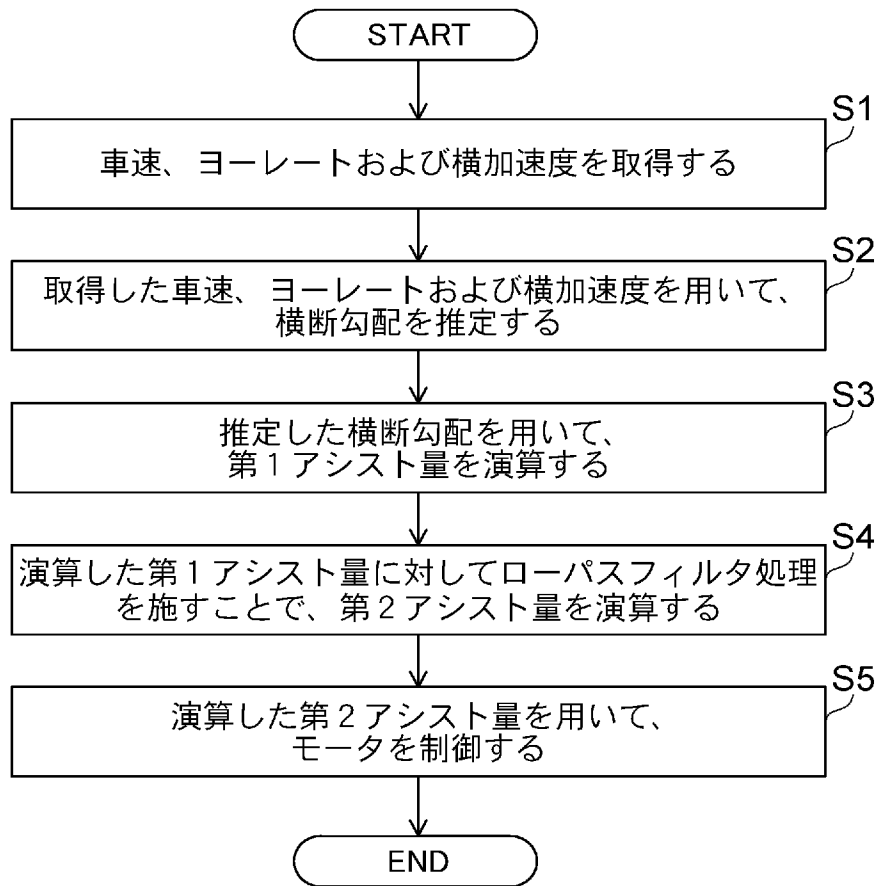 START
S1
車速、ヨーレートおよび横加速度を取得する
S2
取得した車速、ヨーレートおよび横加速度を用いて、
横断勾配を推定する
S3
推定した横断勾配を用いて、
第1アシスト量を演算する
S4
演算した第1アシスト量に対してローパスフィルタ処理
を施すことで、第2アシスト量を演算する
S5
演算した第2アシスト量を用いて、
モータを制御する
END